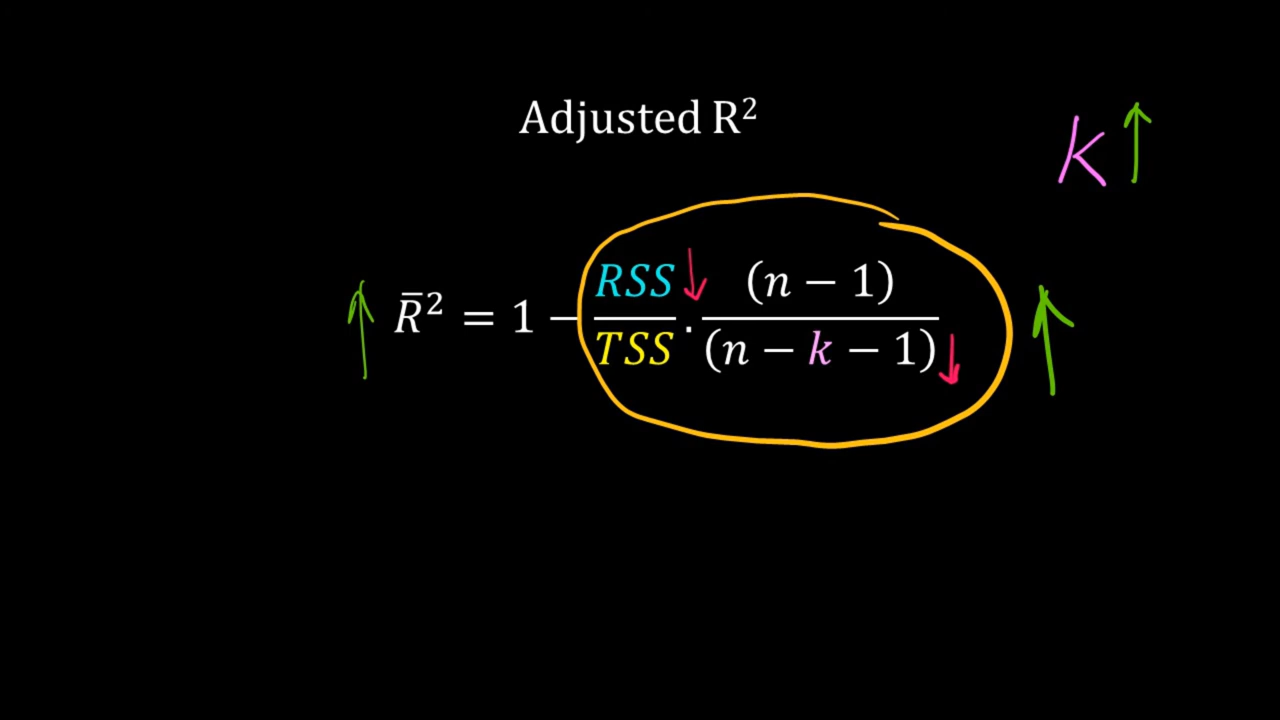 Adjusted R²
k↑
↑ R̄² = 1 − RSS↓/TSS . (n − 1)/(n − k − 1)↓ ↑